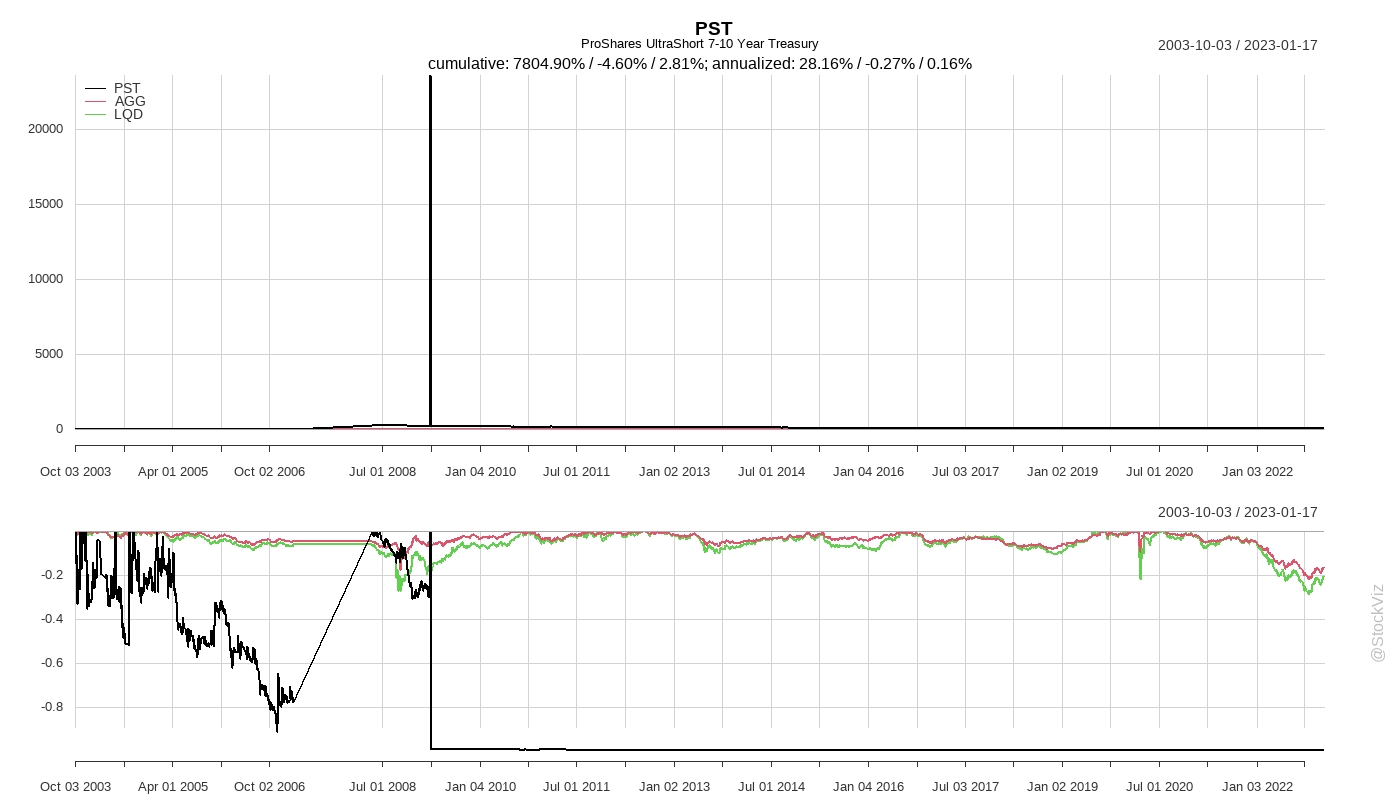 PST
ProShares UltraShort 7-10 Year Treasury
2003-10-03 / 2023-01-17
cumulative: 7804.90% / -4.60% / 2.81%; annualized: 28.16% / -0.27% / 0.16%
PST
AGG
LQD
20000
15000
10000
5000
0
Oct 03 2003 Apr 01 2005 Oct 02 2006 Jul 01 2008 Jan 04 2010 Jul 01 2011 Jan 02 2013 Jul 01 2014 Jan 04 2016 Jul 03 2017 Jan 02 2019 Jul 01 2020 Jan 03 2022
2003-10-03 / 2023-01-17
-0.2
-0.4
-0.6
-0.8
Oct 03 2003 Apr 01 2005 Oct 02 2006 Jul 01 2008 Jan 04 2010 Jul 01 2011 Jan 02 2013 Jul 01 2014 Jan 04 2016 Jul 03 2017 Jan 02 2019 Jul 01 2020 Jan 03 2022
@StockViz